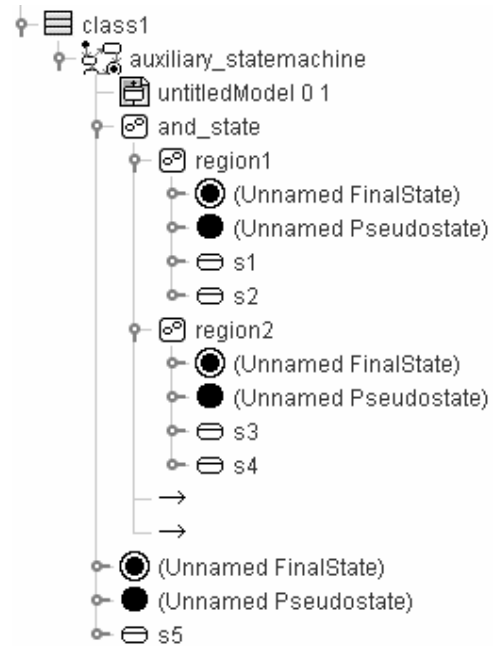 class1
auxiliary_statemachine
untitledModel 0 1
and_state
region1
(Unnamed FinalState)
(Unnamed Pseudostate)
s1
s2
region2
(Unnamed FinalState)
(Unnamed Pseudostate)
s3
s4
(Unnamed FinalState)
(Unnamed Pseudostate)
s5